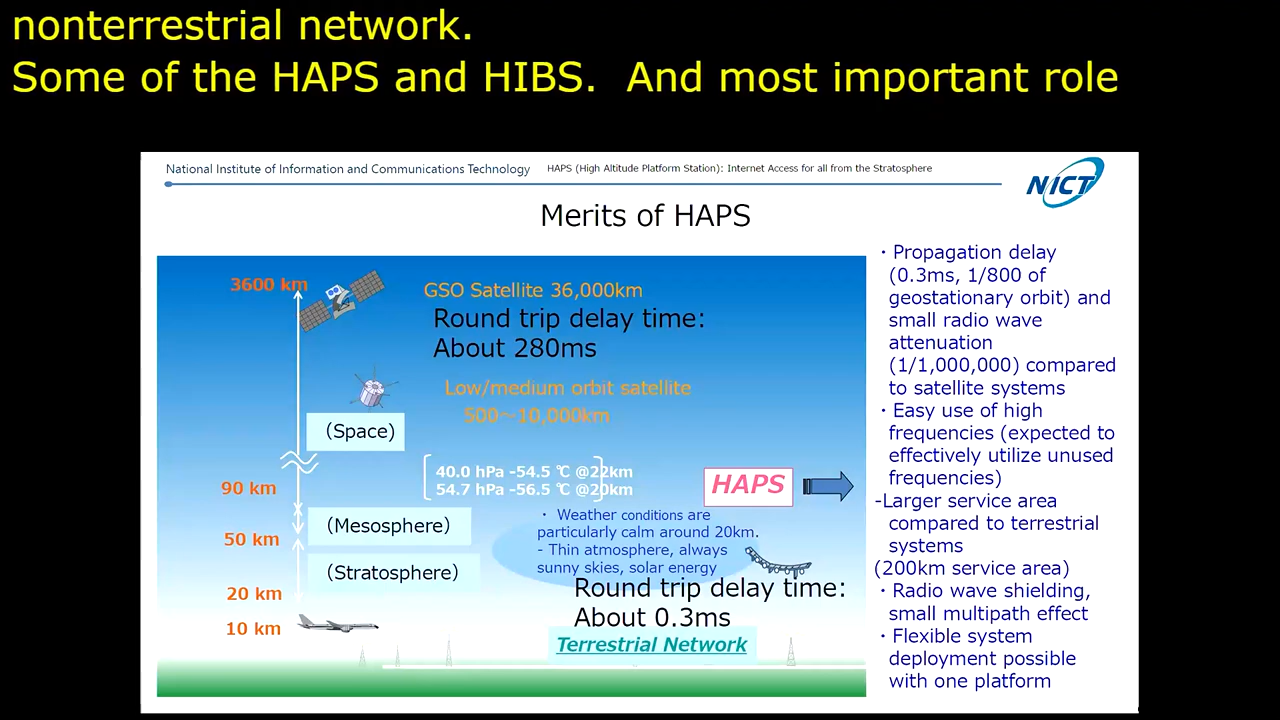 nonterrestrial network.
Some of the HAPS and HIBS.  And most important role
National Institute of Information and Communications Technology
HAPS (High Altitude Platform Station): Internet Access for all from the Stratosphere
NICT
Merits of HAPS
3600 km
GSO Satellite 36,000km
Round trip delay time:
About 280ms
Low/medium orbit satellite
500～10,000km
(Space)
40.0 hPa -54.5 ℃ @22km
54.7 hPa -56.5 ℃ @20km
90 km
HAPS
(Mesosphere)
50 km
・ Weather conditions are
particularly calm around 20km.
- Thin atmosphere, always
sunny skies, solar energy
(Stratosphere)
20 km
Round trip delay time:
About 0.3ms
10 km
Terrestrial Network
・Propagation delay
(0.3ms, 1/800 of
geostationary orbit) and
small radio wave
attenuation
(1/1,000,000) compared
to satellite systems
・Easy use of high
frequencies (expected to
effectively utilize unused
frequencies)
-Larger service area
compared to terrestrial
systems
(200km service area)
・Radio wave shielding,
small multipath effect
・Flexible system
deployment possible
with one platform